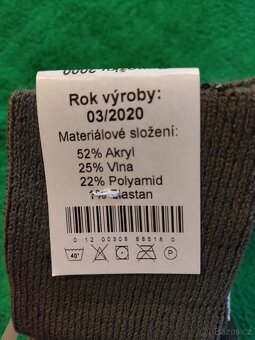 Rok výroby:
03/2020
Materiálové složení:
52% Akryl
25% Vlna
22% Polyamid
1% Elastan
0 12 00308 88518 0
40°
P